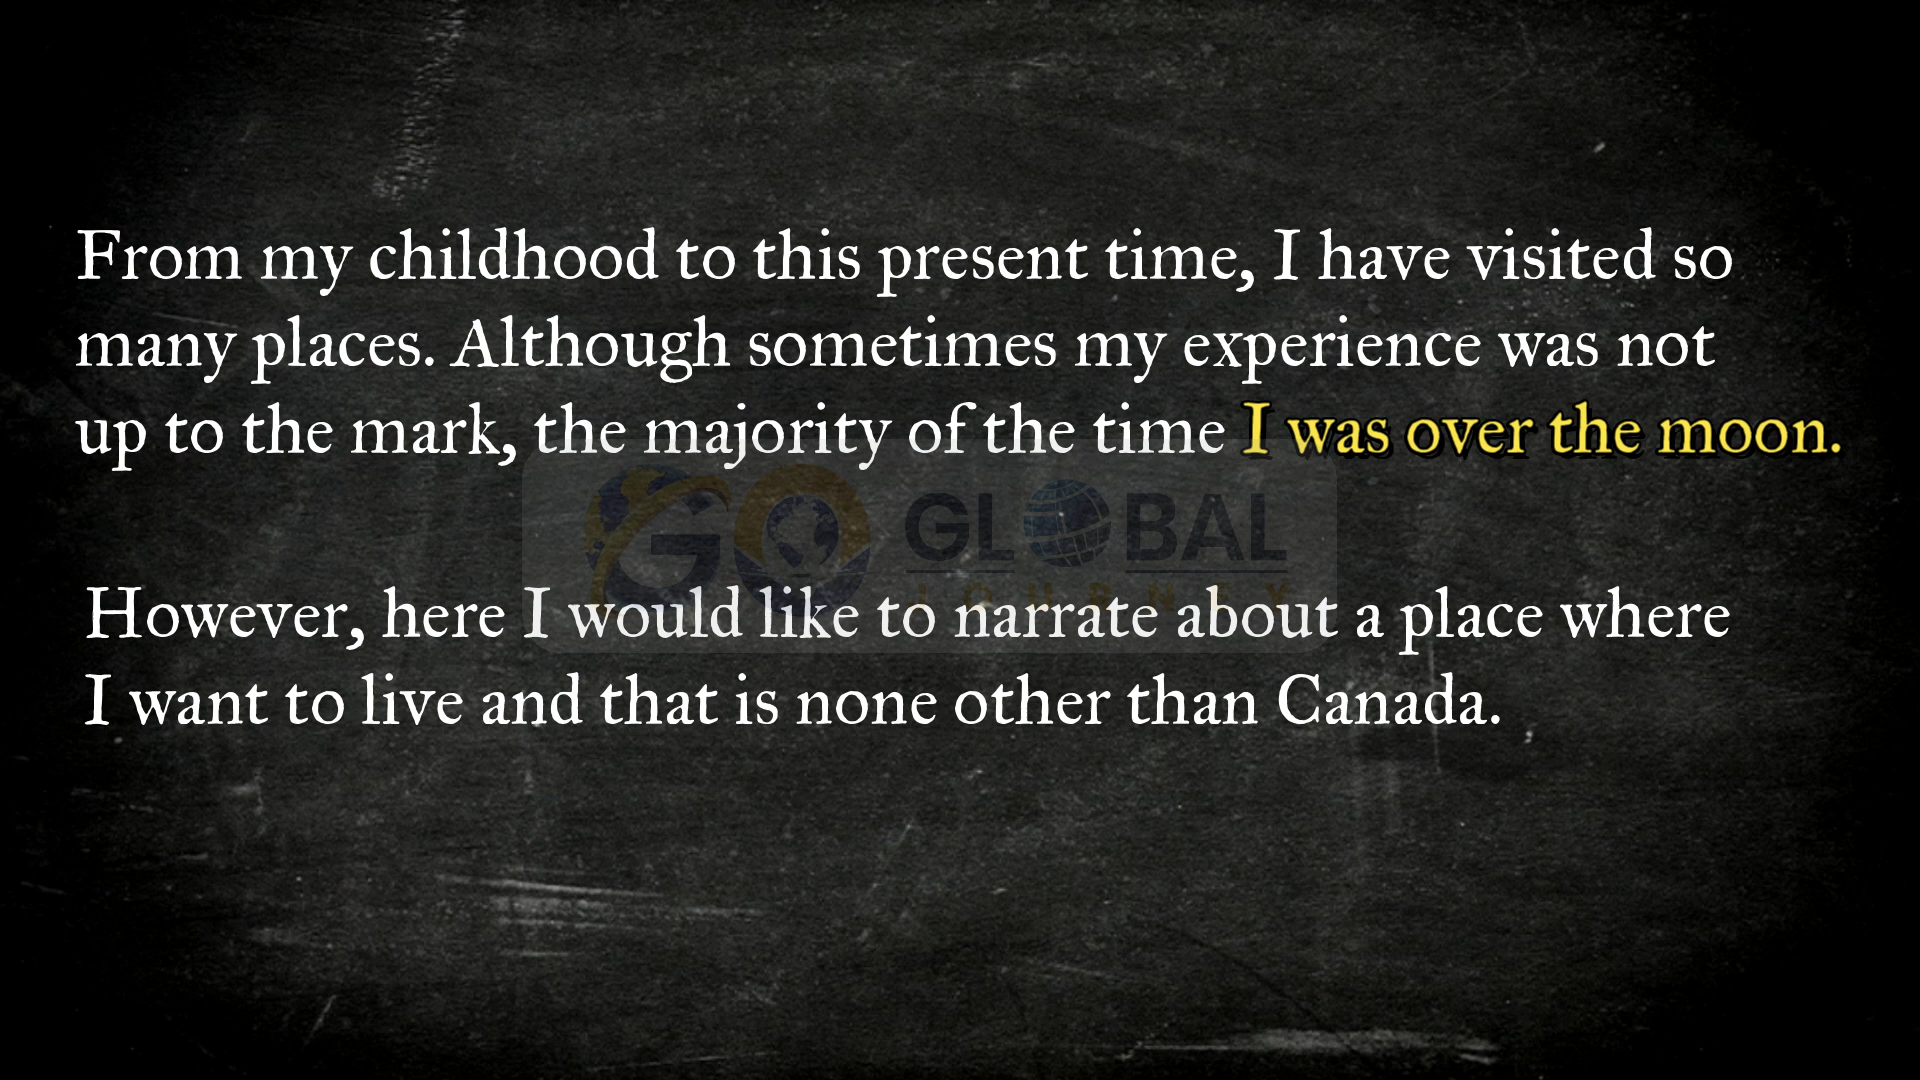 From my childhood to this present time, I have visited so
many places. Although sometimes my experience was not
up to the mark, the majority of the time I was over the moon.
GO GLOBAL
JOURNEY
However, here I would like to narrate about a place where
I want to live and that is none other than Canada.